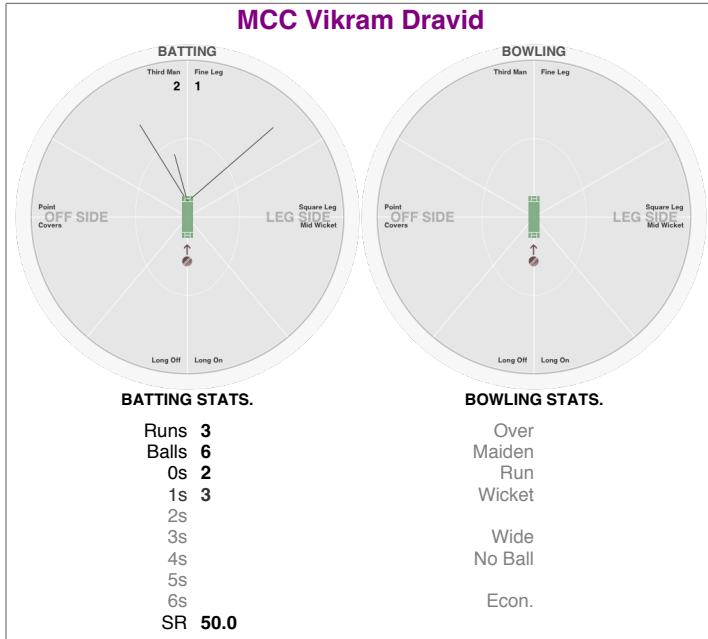 MCC Vikram Dravid
BATTING
Third Man Fine Leg
2 1
Point
OFF SIDE
Covers
Square Leg
LEG SIDE
Mid Wicket
Long Off Long On
BOWLING
Third Man Fine Leg
Point
OFF SIDE
Covers
Square Leg
LEG SIDE
Mid Wicket
Long Off Long On
BATTING STATS.
Runs 3
Balls 6
0s 2
1s 3
2s
3s
4s
5s
6s
SR 50.0
BOWLING STATS.
Over
Maiden
Run
Wicket
Wide
No Ball
Econ.